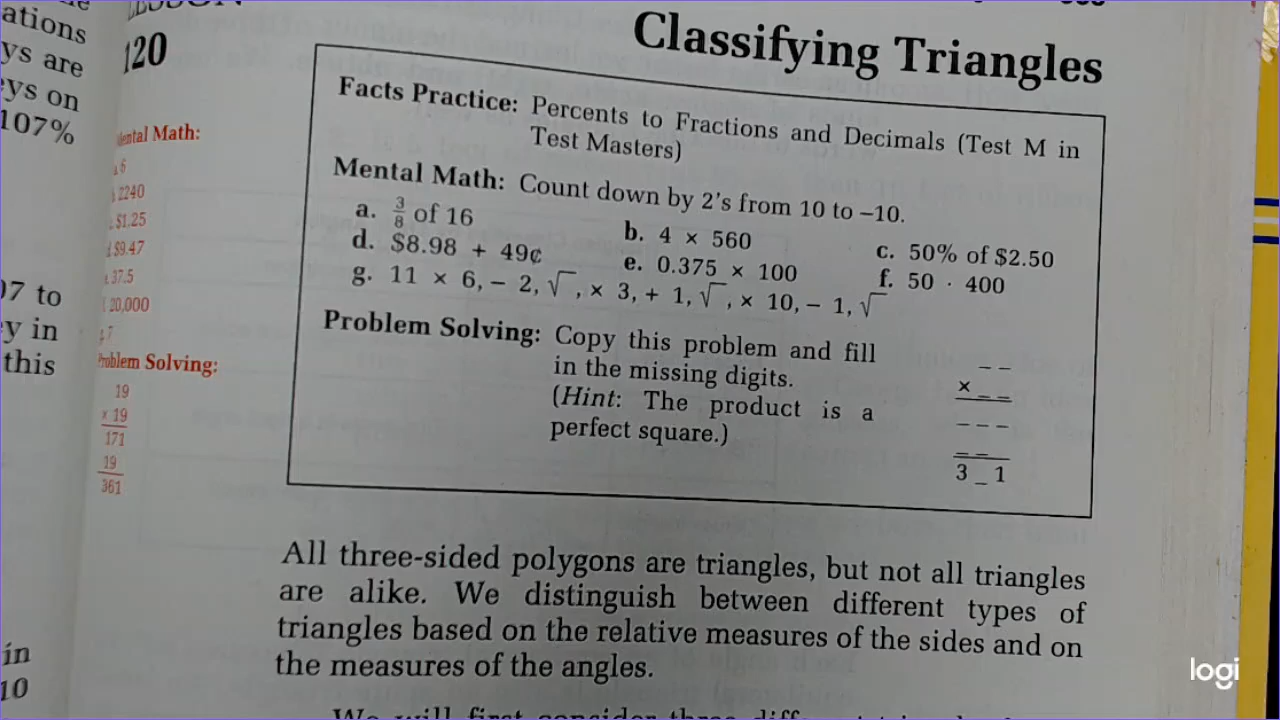 ations
ys are
eys on
107%
07 to
y in
this
in
10
120
Mental Math:
6
2240
$1.25
$9.47
37.5
20,000
7
Problem Solving:
19
× 19
171
19
361
Classifying Triangles
Facts Practice: Percents to Fractions and Decimals (Test M in
Test Masters)
Mental Math: Count down by 2's from 10 to –10.
a. 3/8 of 16 b. 4 × 560 c. 50% of $2.50
d. $8.98 + 49¢ e. 0.375 × 100 f. 50 · 400
g. 11 × 6, – 2, √ , × 3, + 1, √ , × 10, – 1, √
Problem Solving: Copy this problem and fill
in the missing digits.
(Hint: The product is a
perfect square.)
_ _
× _ _
_ _ _
_ _
3 _ 1
All three-sided polygons are triangles, but not all triangles
are alike. We distinguish between different types of
triangles based on the relative measures of the sides and on
the measures of the angles.
We will first consider three
logi